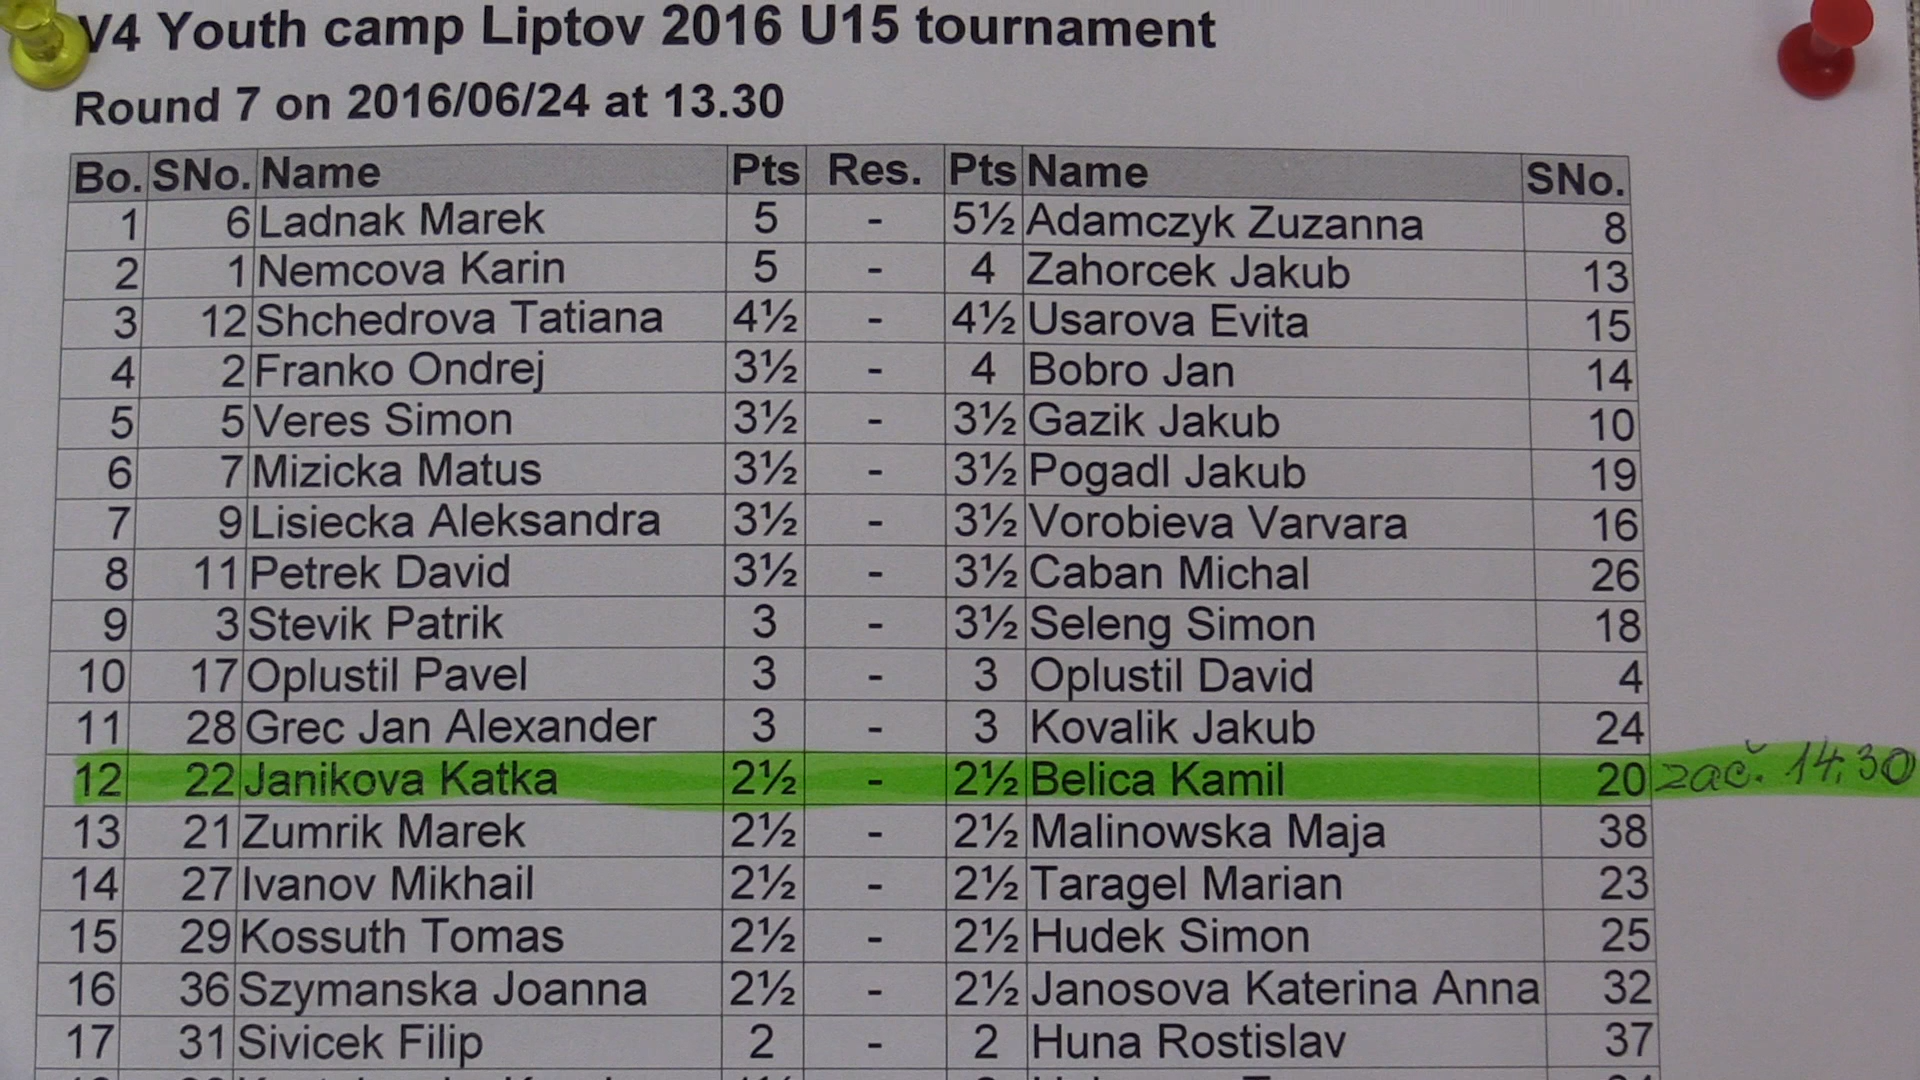 V4 Youth camp Liptov 2016 U15 tournament
Round 7 on 2016/06/24 at 13.30
Bo. SNo. Name Pts Res. Pts Name SNo.
1 6 Ladnak Marek 5 - 5½ Adamczyk Zuzanna 8
2 1 Nemcova Karin 5 - 4 Zahorcek Jakub 13
3 12 Shchedrova Tatiana 4½ - 4½ Usarova Evita 15
4 2 Franko Ondrej 3½ - 4 Bobro Jan 14
5 5 Veres Simon 3½ - 3½ Gazik Jakub 10
6 7 Mizicka Matus 3½ - 3½ Pogadl Jakub 19
7 9 Lisiecka Aleksandra 3½ - 3½ Vorobieva Varvara 16
8 11 Petrek David 3½ - 3½ Caban Michal 26
9 3 Stevik Patrik 3 - 3½ Seleng Simon 18
10 17 Oplustil Pavel 3 - 3 Oplustil David 4
11 28 Grec Jan Alexander 3 - 3 Kovalik Jakub 24
12 22 Janikova Katka 2½ - 2½ Belica Kamil 20 zač. 14.30
13 21 Zumrik Marek 2½ - 2½ Malinowska Maja 38
14 27 Ivanov Mikhail 2½ - 2½ Taragel Marian 23
15 29 Kossuth Tomas 2½ - 2½ Hudek Simon 25
16 36 Szymanska Joanna 2½ - 2½ Janosova Katerina Anna 32
17 31 Sivicek Filip 2 - 2 Huna Rostislav 37